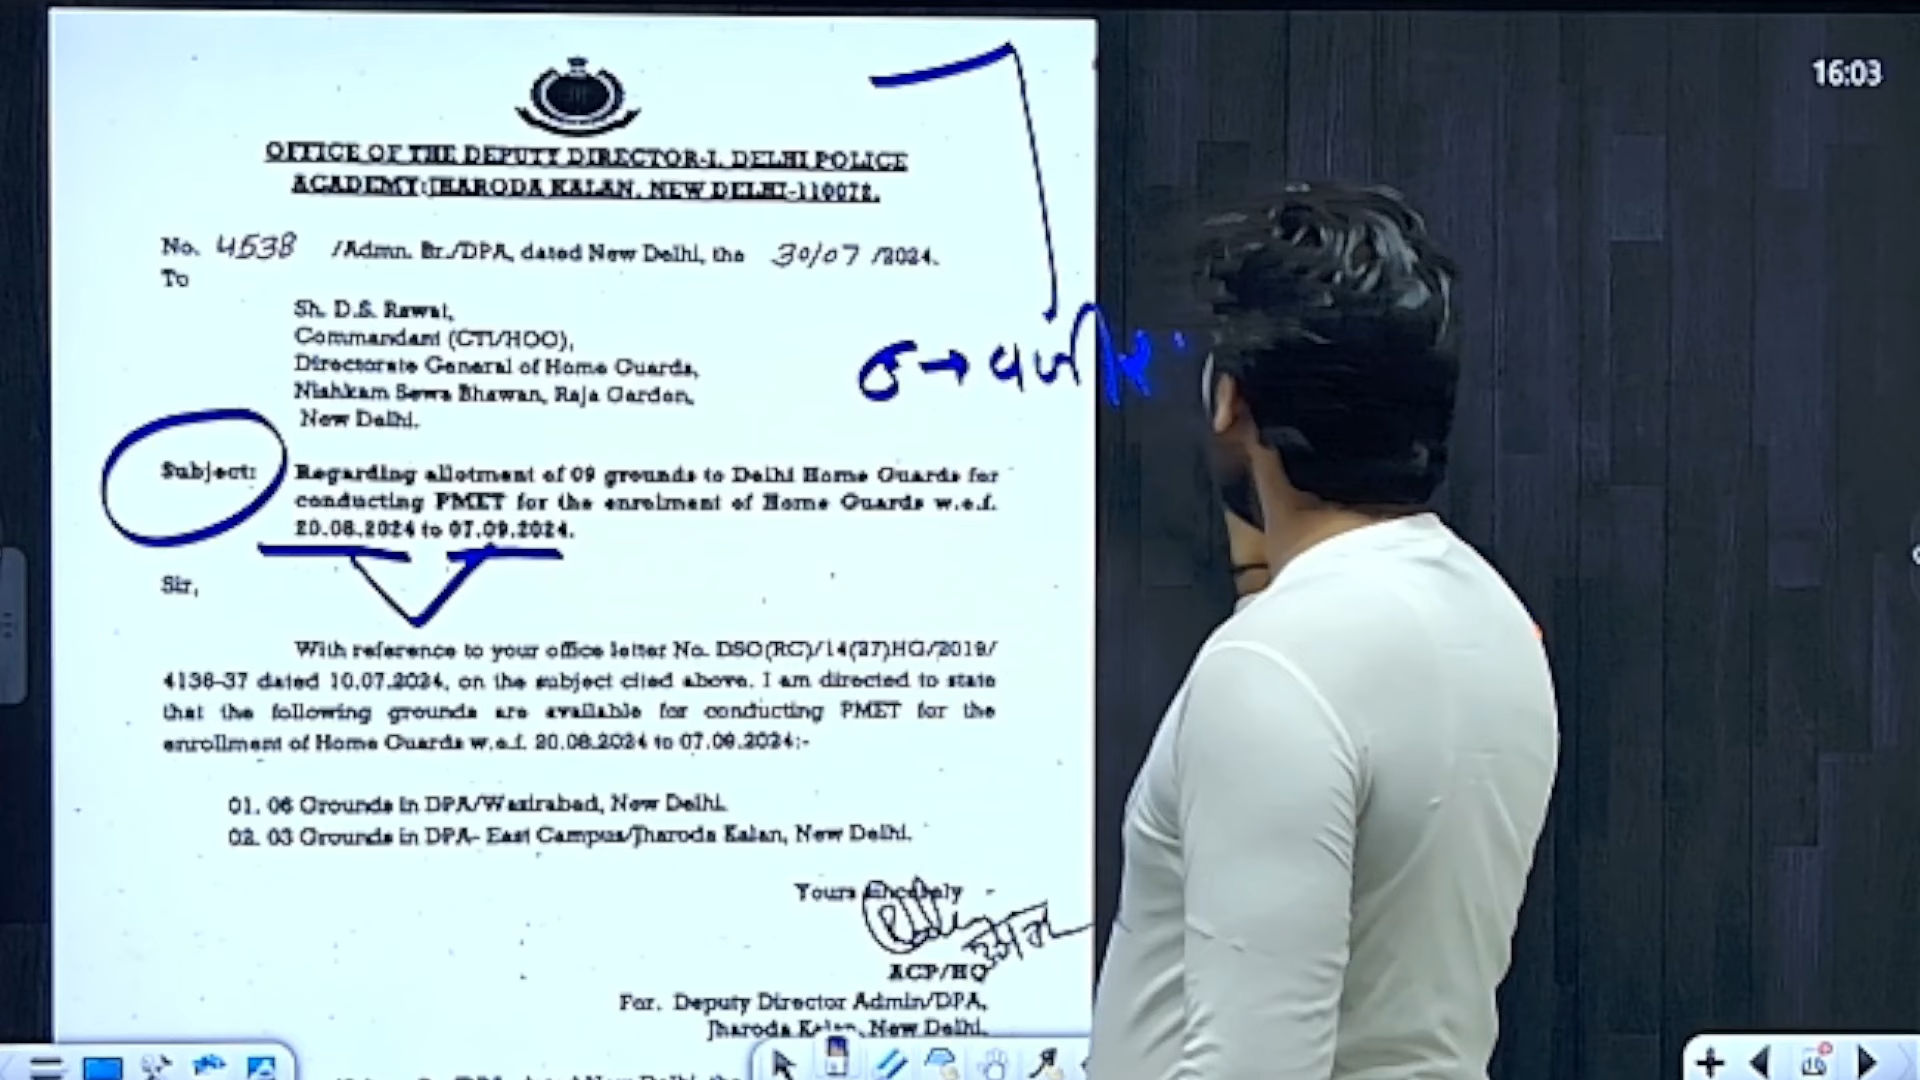 16:03
OFFICE OF THE DEPUTY DIRECTOR-I, DELHI POLICE
ACADEMY:JHARODA KALAN, NEW DELHI-110072.
No. 4538 /Admn. Br./DPA, dated New Delhi, the 30/07 /2024.
To
Sh. D.S. Rawat,
Commandant (CTI/HOO),
Directorate General of Home Guards,
Nishkam Sewa Bhawan, Raja Garden,
New Delhi.
Subject: Regarding allotment of 09 grounds to Delhi Home Guards for
conducting PMET for the enrolment of Home Guards w.e.f.
20.08.2024 to 07.09.2024.
Sir,
With reference to your office letter No. DSO(RC)/14(27)HG/2019/
4136-37 dated 10.07.2024, on the subject cited above. I am directed to state
that the following grounds are available for conducting PMET for the
enrollment of Home Guards w.e.f. 20.08.2024 to 07.09.2024:-
01. 06 Grounds in DPA/Wazirabad, New Delhi.
02. 03 Grounds in DPA- East Campus/Jharoda Kalan, New Delhi.
Yours sincerely
ACP/HQ
For. Deputy Director Admin/DPA,
Jharoda Kalan, New Delhi.
16